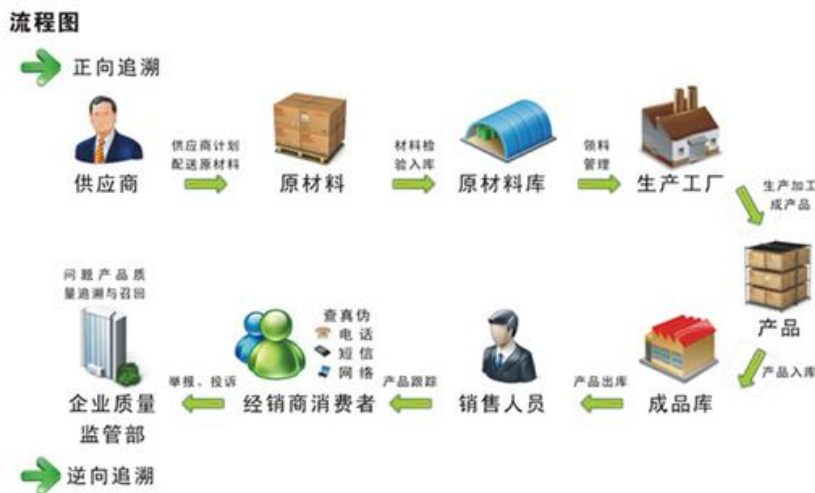 流程图
正向追溯
供应商
供应商计划
配送原材料
原材料
材料检
验入库
原材料库
领料
管理
生产工厂
生产加工
成产品
产品
产品入库
成品库
产品出库
销售人员
产品跟踪
查真伪
电话
短信
网络
经销商消费者
举报、投诉
问题产品质
量追溯与召回
企业质量
监管部
逆向追溯